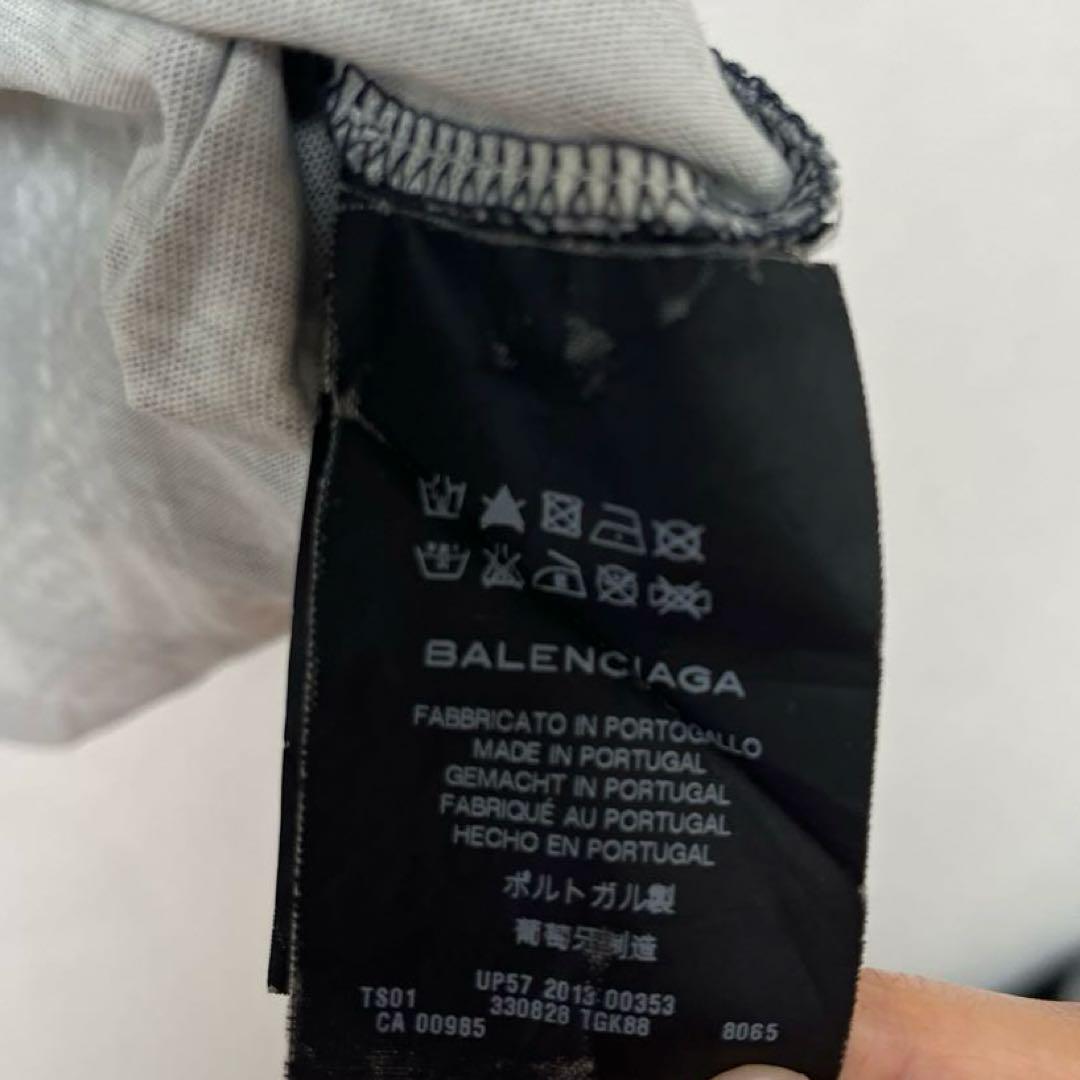 BALENCIAGA
FABBRICATO IN PORTOGALLO
MADE IN PORTUGAL
GEMACHT IN PORTUGAL
FABRIQUÉ AU PORTUGAL
HECHO EN PORTUGAL
ポルトガル製
葡萄牙制造
UP57 2013 00353
TS01 330828 TGK88
CA 00985 8065